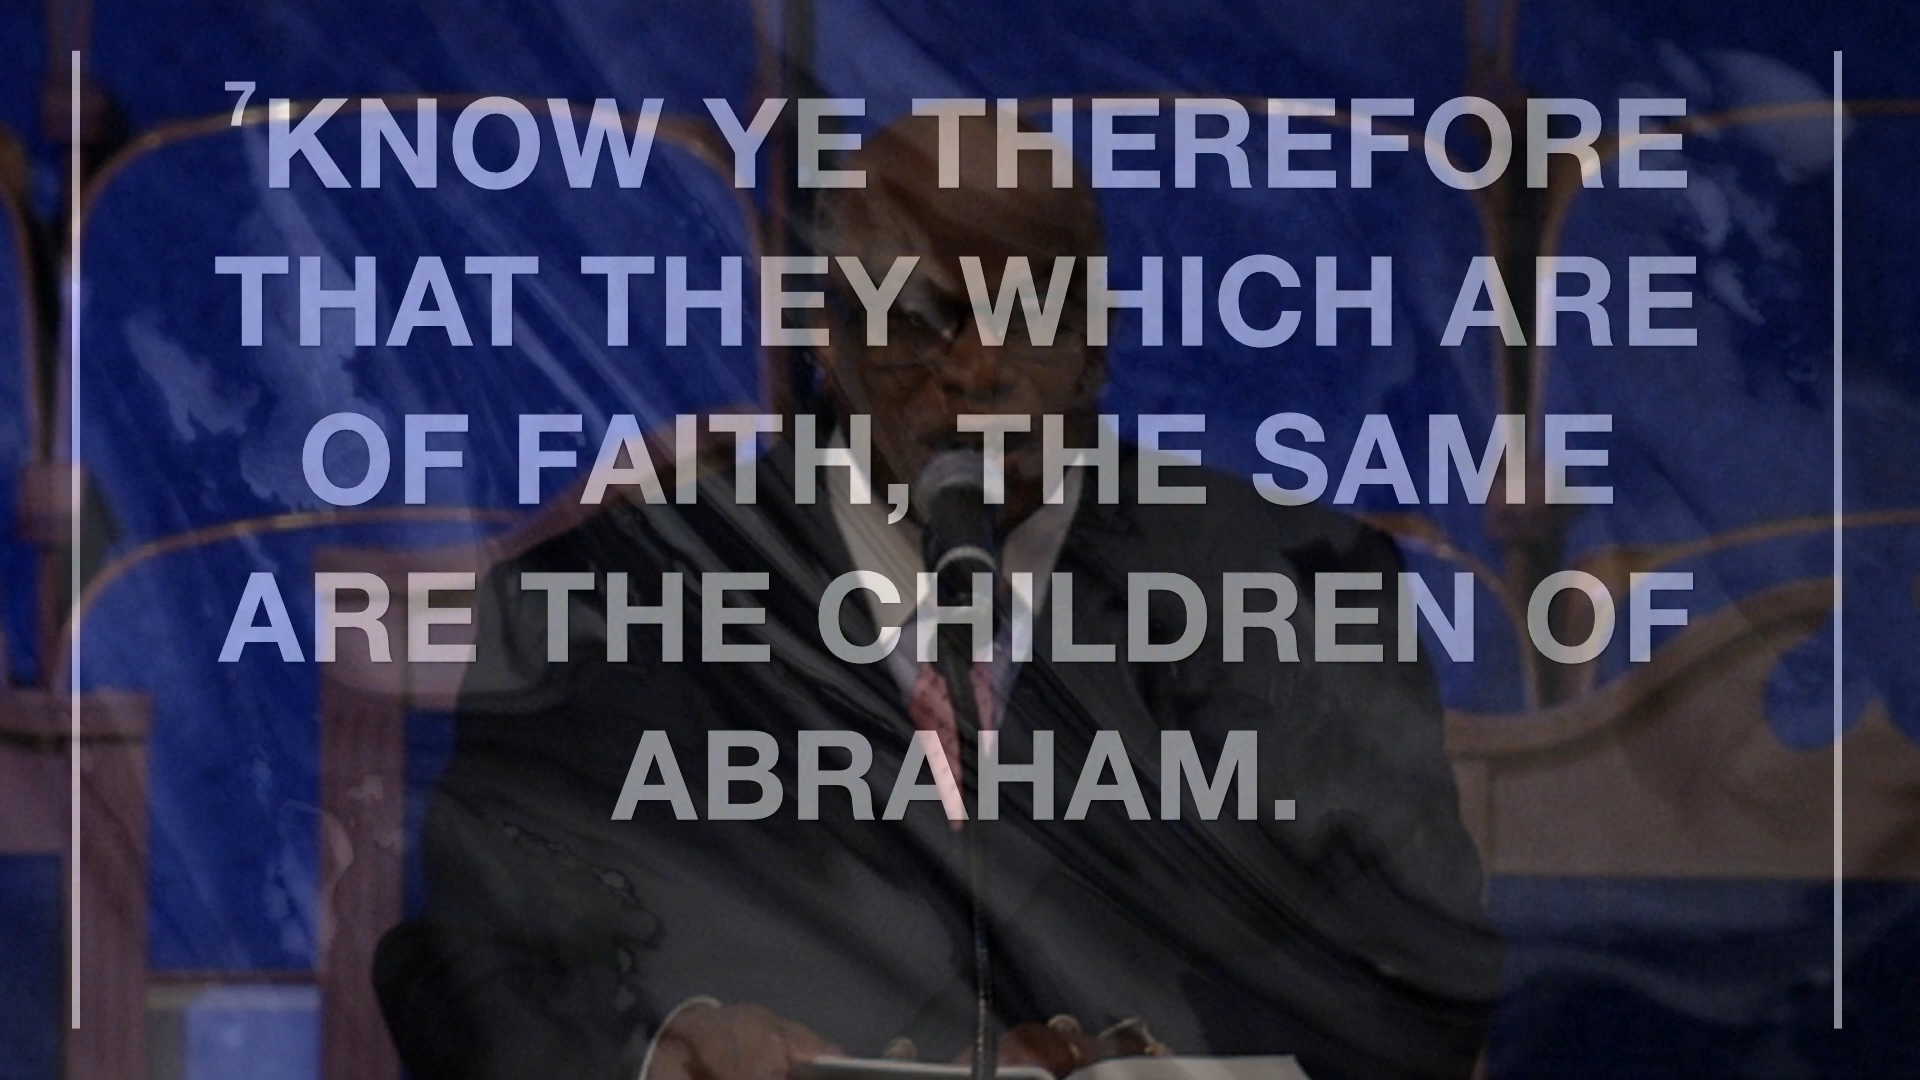 7KNOW YE THEREFORE
THAT THEY WHICH ARE
OF FAITH, THE SAME
ARE THE CHILDREN OF
ABRAHAM.